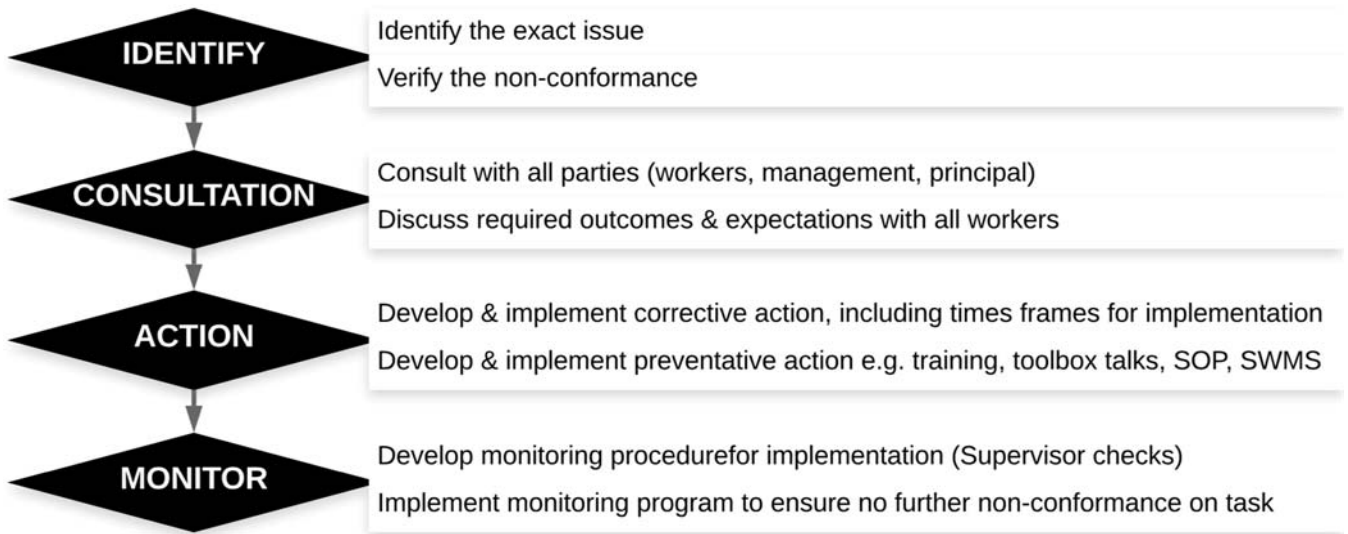 IDENTIFY
Identify the exact issue
Verify the non-conformance
CONSULTATION
Consult with all parties (workers, management, principal)
Discuss required outcomes & expectations with all workers
ACTION
Develop & implement corrective action, including times frames for implementation
Develop & implement preventative action e.g. training, toolbox talks, SOP, SWMS
MONITOR
Develop monitoring procedurefor implementation (Supervisor checks)
Implement monitoring program to ensure no further non-conformance on task